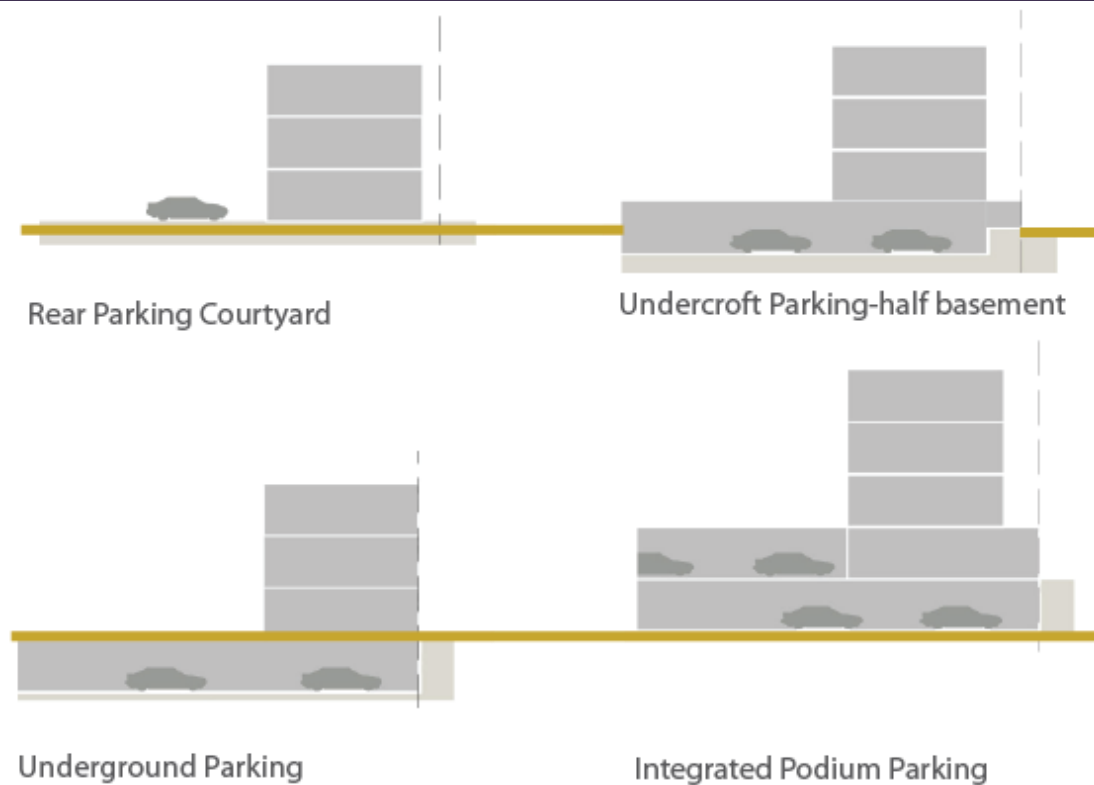 Rear Parking Courtyard
Undercroft Parking-half basement
Underground Parking
Integrated Podium Parking